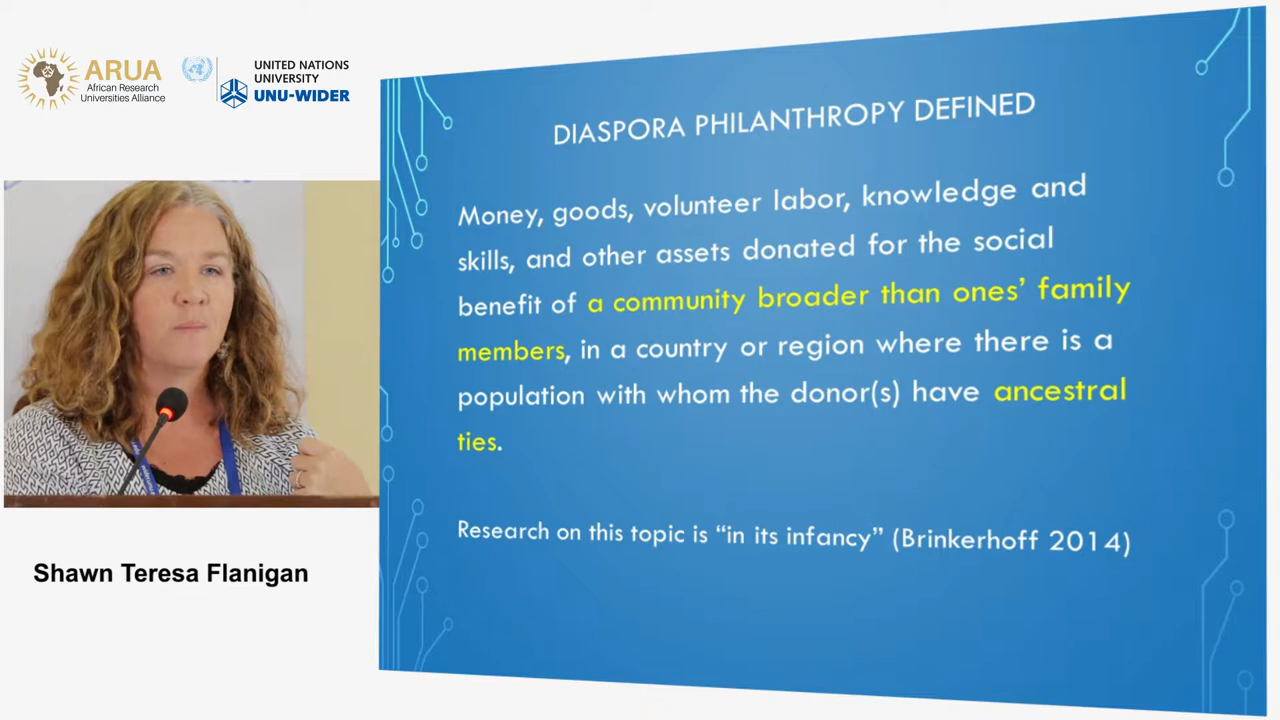 ARUA
African Research
Universities Alliance
UNITED NATIONS
UNIVERSITY
UNU-WIDER
DIASPORA PHILANTHROPY DEFINED
Money, goods, volunteer labor, knowledge and
skills, and other assets donated for the social
benefit of a community broader than ones’ family
members, in a country or region where there is a
population with whom the donor(s) have ancestral
ties.
Research on this topic is “in its infancy” (Brinkerhoff 2014)
Shawn Teresa Flanigan